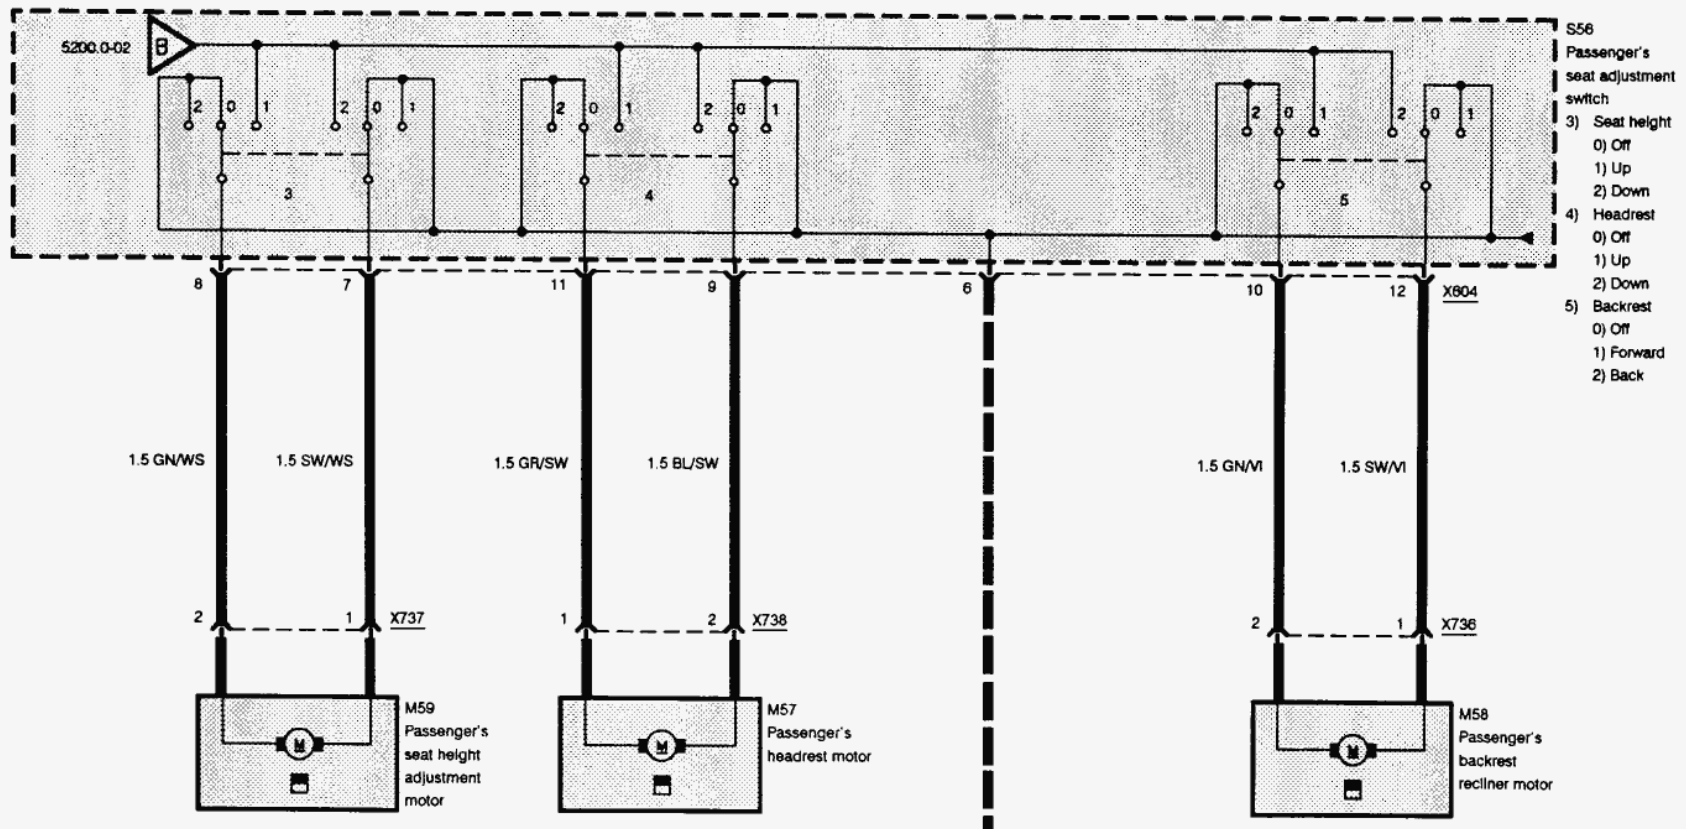 5200.0-02
B
2 0 1 2 0 1 2 0 1 2 0 1 2 0 1 2 0 1
3 4 5
S56
Passenger's
seat adjustment
switch
3) Seat height
0) Off
1) Up
2) Down
4) Headrest
0) Off
1) Up
2) Down
5) Backrest
0) Off
1) Forward
2) Back
8 7 11 9 6 10 12 X604
1.5 GN/WS 1.5 SW/WS 1.5 GR/SW 1.5 BL/SW 1.5 GN/VI 1.5 SW/VI
2 1 X737 1 2 X738 2 1 X736
M
M59
Passenger's
seat height
adjustment
motor
M
M57
Passenger's
headrest motor
M
M58
Passenger's
backrest
recliner motor